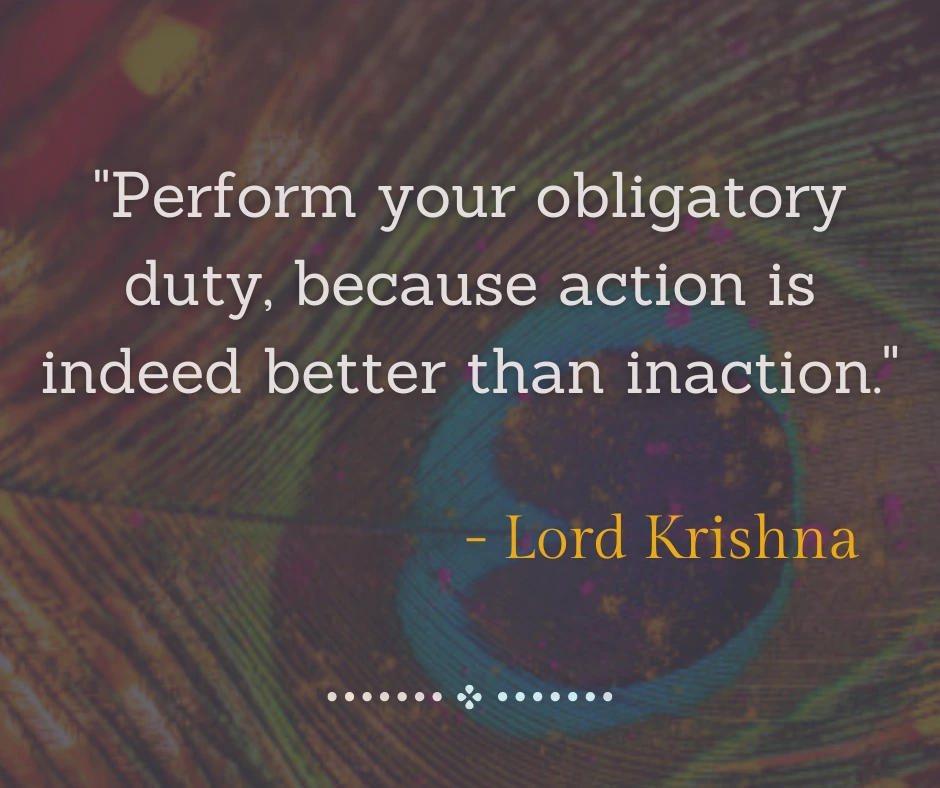 "Perform your obligatory
duty, because action is
indeed better than inaction."
- Lord Krishna